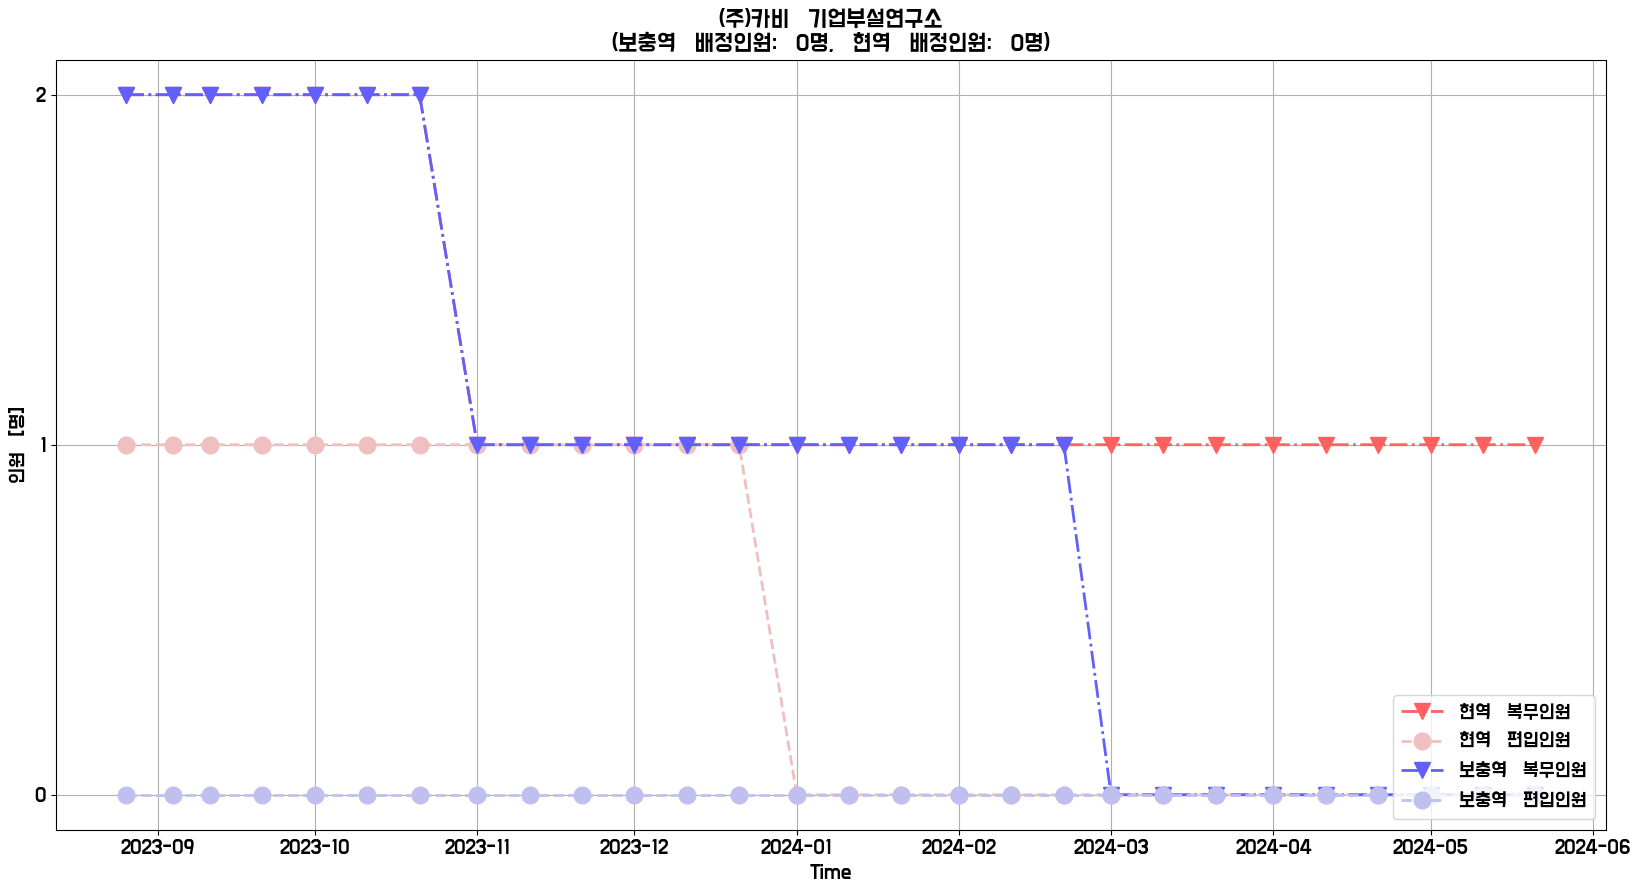 (주)카비 기업부설연구소
(보충역 배정인원: 0명, 현역 배정인원: 0명)
인원 [명]
2
1
0
현역 복무인원
현역 편입인원
보충역 복무인원
보충역 편입인원
2023-09 2023-10 2023-11 2023-12 2024-01 2024-02 2024-03 2024-04 2024-05 2024-06
Time